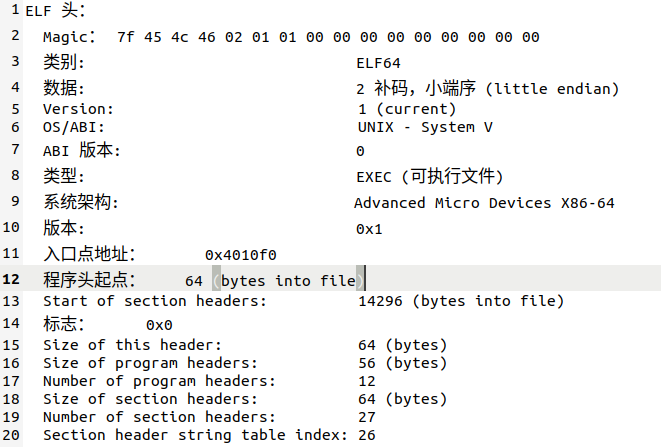 1 ELF 头：
2 Magic： 7f 45 4c 46 02 01 01 00 00 00 00 00 00 00 00 00
3 类别: ELF64
4 数据: 2 补码，小端序 (little endian)
5 Version: 1 (current)
6 OS/ABI: UNIX - System V
7 ABI 版本: 0
8 类型: EXEC (可执行文件)
9 系统架构: Advanced Micro Devices X86-64
10 版本: 0x1
11 入口点地址： 0x4010f0
12 程序头起点： 64 (bytes into file)
13 Start of section headers: 14296 (bytes into file)
14 标志： 0x0
15 Size of this header: 64 (bytes)
16 Size of program headers: 56 (bytes)
17 Number of program headers: 12
18 Size of section headers: 64 (bytes)
19 Number of section headers: 27
20 Section header string table index: 26